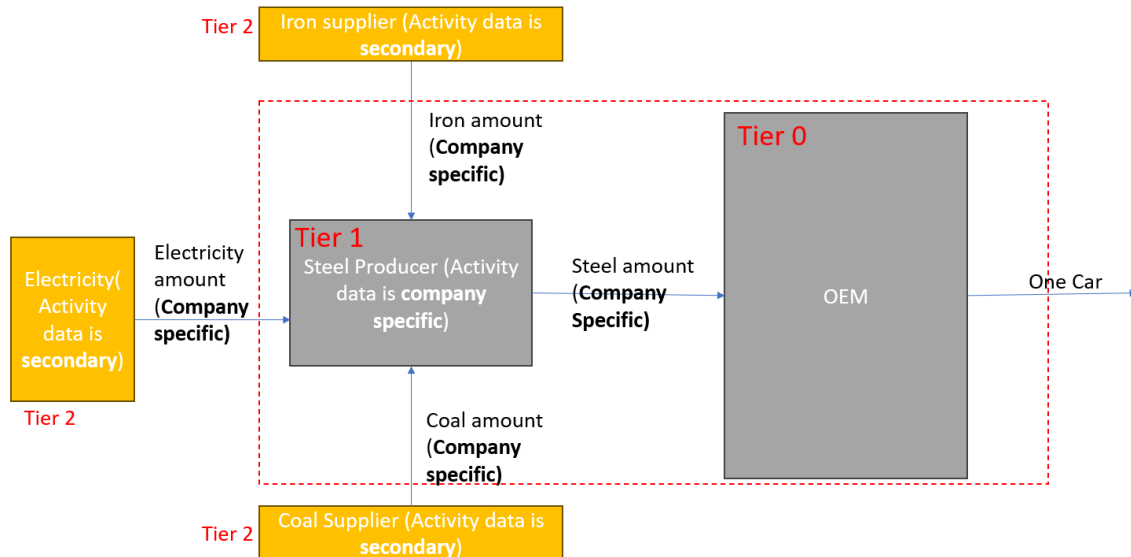 Tier 2
Iron supplier (Activity data is
secondary)
Iron amount
(Company
specific)
Tier 0
Tier 1
Steel Producer (Activity
data is company
specific)
Electricity
amount
(Company
specific)
Electricity(
Activity
data is
secondary)
Tier 2
Steel amount
(Company
Specific)
OEM
One Car
Coal amount
(Company
specific)
Tier 2
Coal Supplier (Activity data is
secondary)